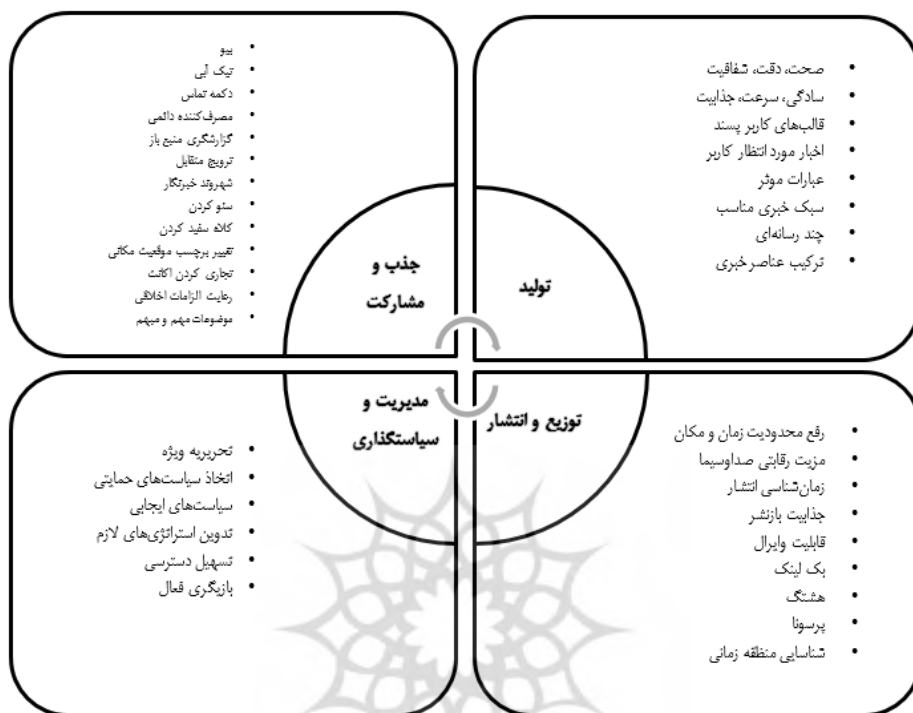 صحت، دقت، شفافیت
سادگی، سرعت، جذابیت
قالب‌های کاربر پسند
اخبار مورد انتظار کاربر
عبارات موثر
سبک خبری مناسب
چند رسانه‌ای
ترکیب عناصر خبری
تولید
بیو
تیک آبی
دکمه تماس
مصرف‌کننده دائمی
گزارشگری منبع باز
ترویج متقابل
شهروند خبرنگار
سئو کردن
کلاه سفید کردن
تغییر برچسب موقعیت مکانی
تجاری کردن اکانت
رعایت الزامات اخلاقی
موضوعات مهم و مبهم
جذب و
مشارکت
رفع محدودیت زمان و مکان
مزیت رقابتی صداوسیما
زمان‌شناسی انتشار
جذابیت بازنشر
قابلیت وایرال
بک لینک
هشتگ
پرسونا
شناسایی منطقه زمانی
توزیع و انتشار
مدیریت و
سیاستگذاری
تحریریه ویژه
اتخاذ سیاست‌های حمایتی
سیاست‌های ایجابی
تدوین استراتژی‌های لازم
تسهیل دسترسی
بازیگری فعال